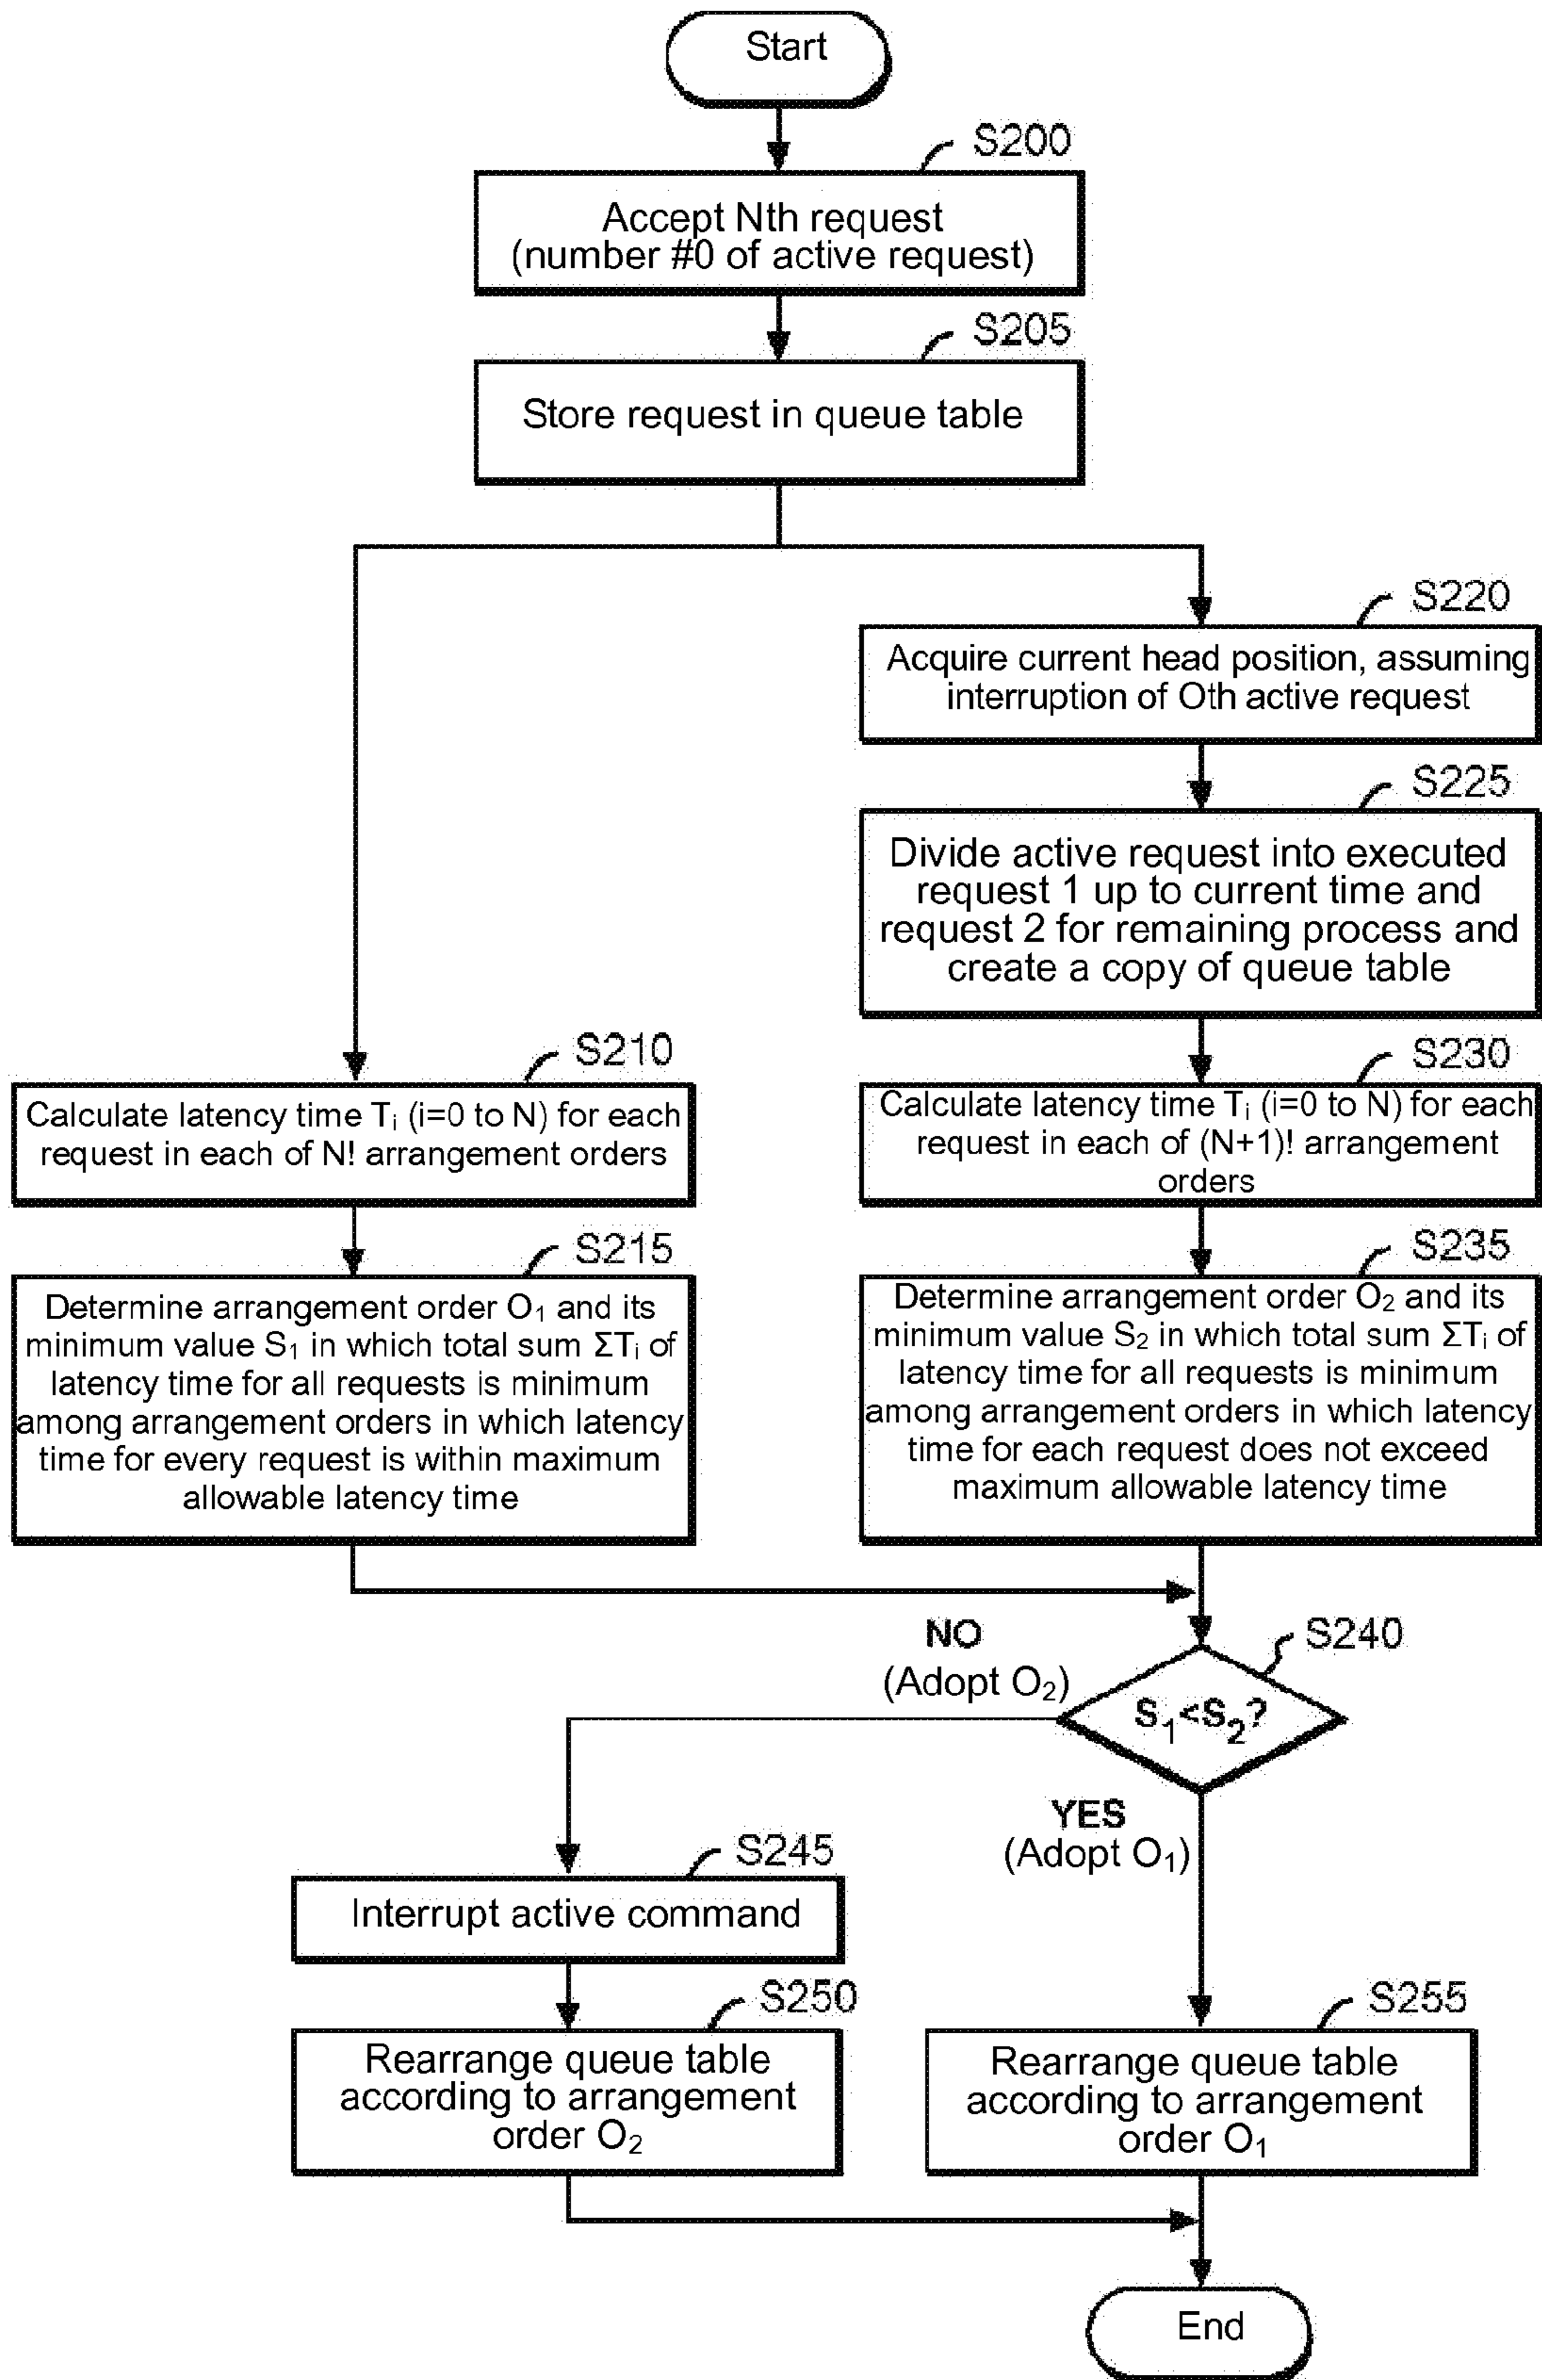 Start
S200
Accept Nth request
(number #0 of active request)
S205
Store request in queue table
S220
Acquire current head position, assuming
interruption of Oth active request
S225
Divide active request into executed
request 1 up to current time and
request 2 for remaining process and
create a copy of queue table
S210
Calculate latency time Tᵢ (i=0 to N) for each
request in each of N! arrangement orders
S230
Calculate latency time Tᵢ (i=0 to N) for each
request in each of (N+1)! arrangement
orders
S215
Determine arrangement order O₁ and its
minimum value S₁ in which total sum ΣTᵢ of
latency time for all requests is minimum
among arrangement orders in which latency
time for every request is within maximum
allowable latency time
S235
Determine arrangement order O₂ and its
minimum value S₂ in which total sum ΣTᵢ of
latency time for all requests is minimum
among arrangement orders in which latency
time for each request does not exceed
maximum allowable latency time
S240
S₁<S₂?
NO
(Adopt O₂)
YES
(Adopt O₁)
S245
Interrupt active command
S250
Rearrange queue table
according to arrangement
order O₂
S255
Rearrange queue table
according to arrangement
order O₁
End